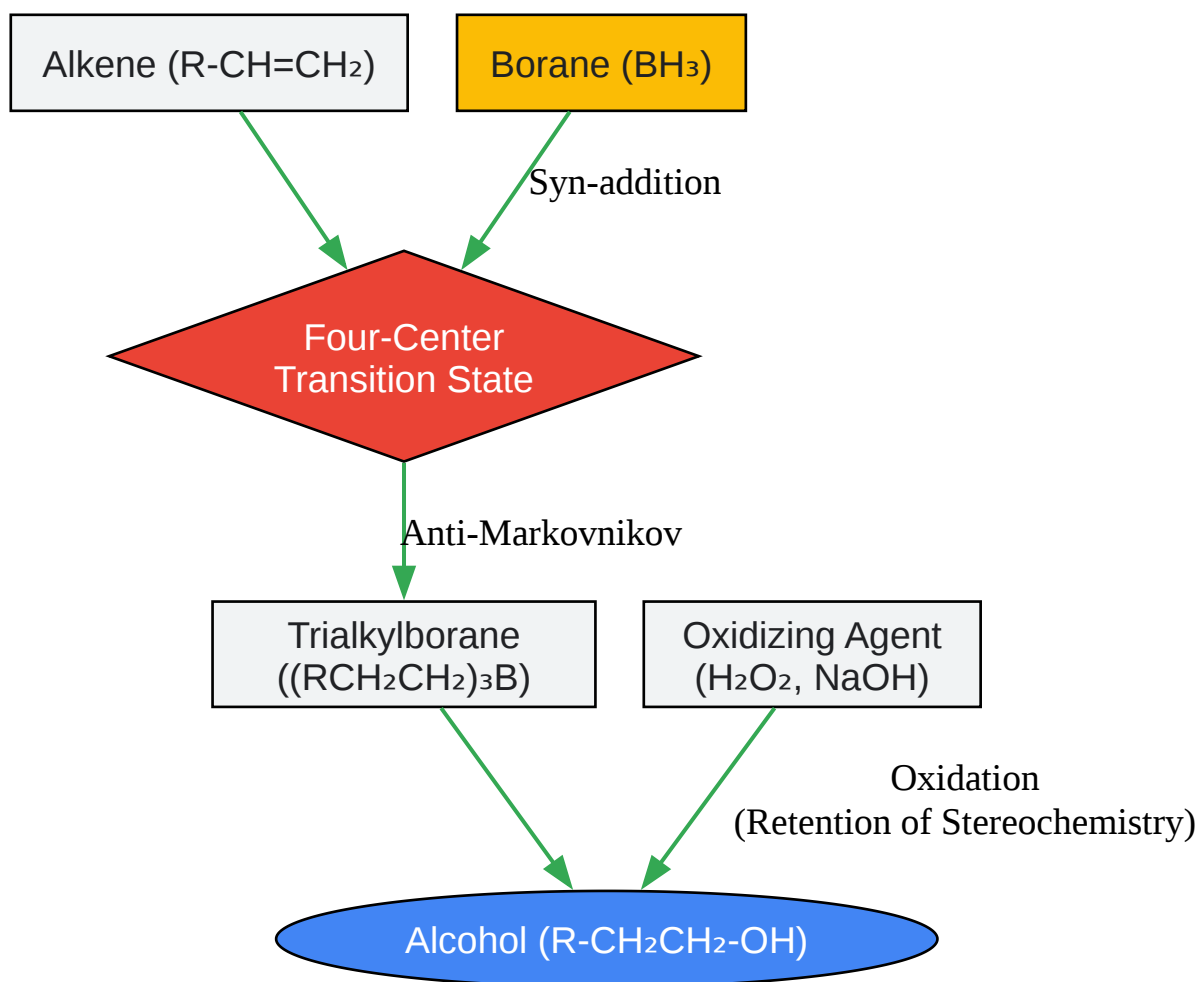 Alkene (R-CH=CH₂)
Borane (BH₃)
Syn-addition
Four-Center
Transition State
Anti-Markovnikov
Trialkylborane
((RCH₂CH₂)₃B)
Oxidizing Agent
(H₂O₂, NaOH)
Oxidation
(Retention of Stereochemistry)
Alcohol (R-CH₂CH₂-OH)